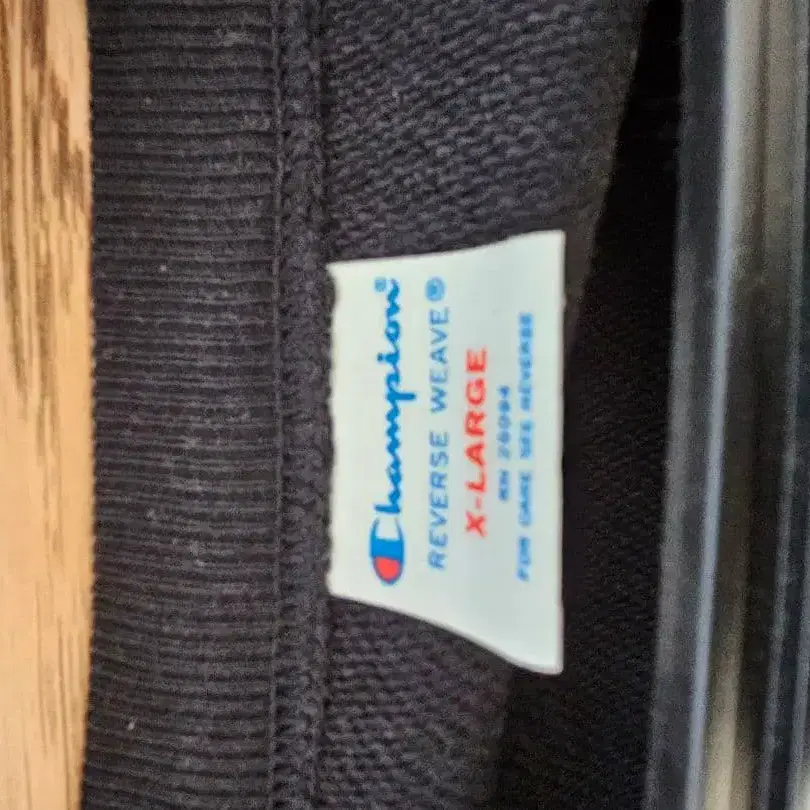 Champion®
REVERSE WEAVE®
X-LARGE
RN 26094
FOR CARE SEE REVERSE